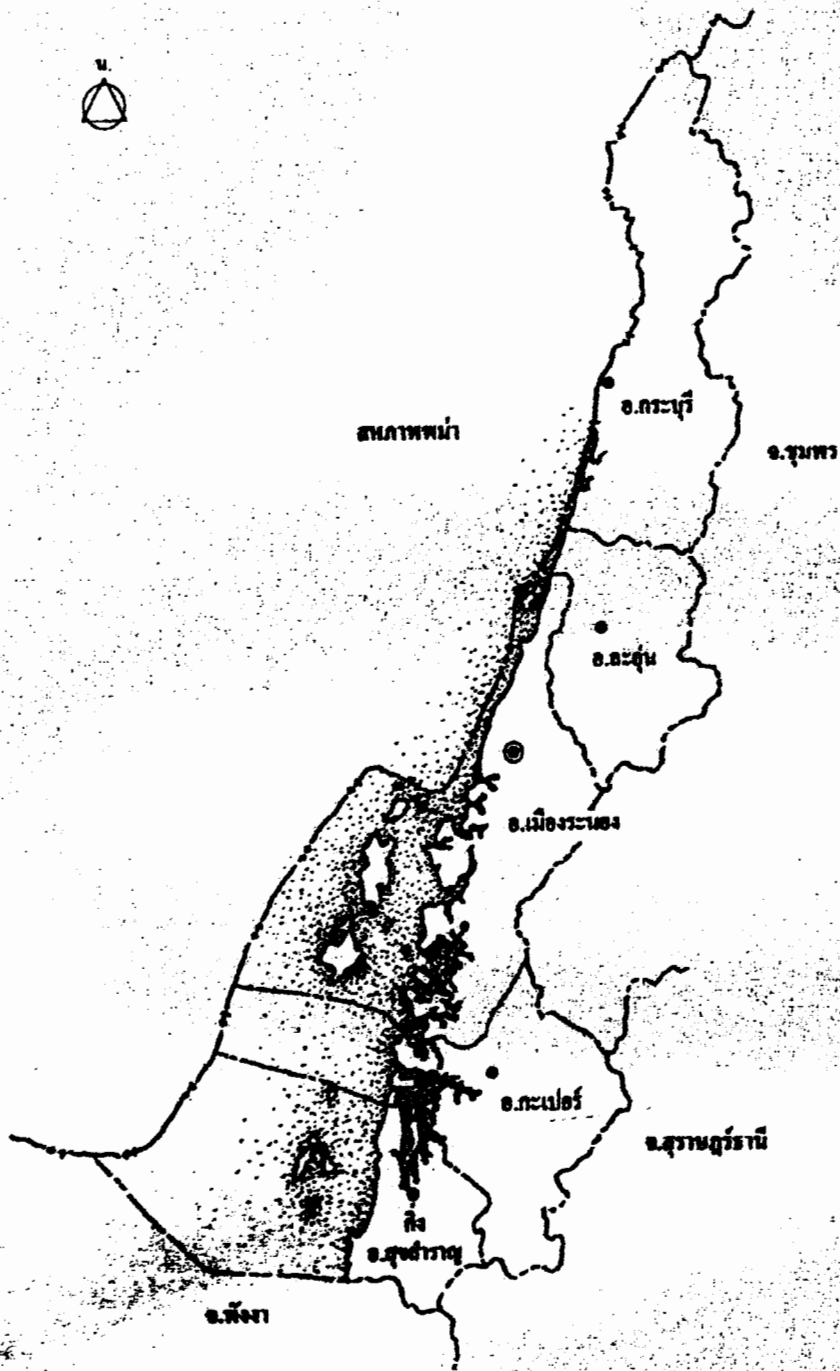 น.
อ.กระบุรี
สหภาพพม่า
จ.ชุมพร
อ.ละอุ่น
อ.เมืองระนอง
อ.กะเปอร์
จ.สุราษฎร์ธานี
กิ่ง
อ.สุขสำราญ
จ.พังงา